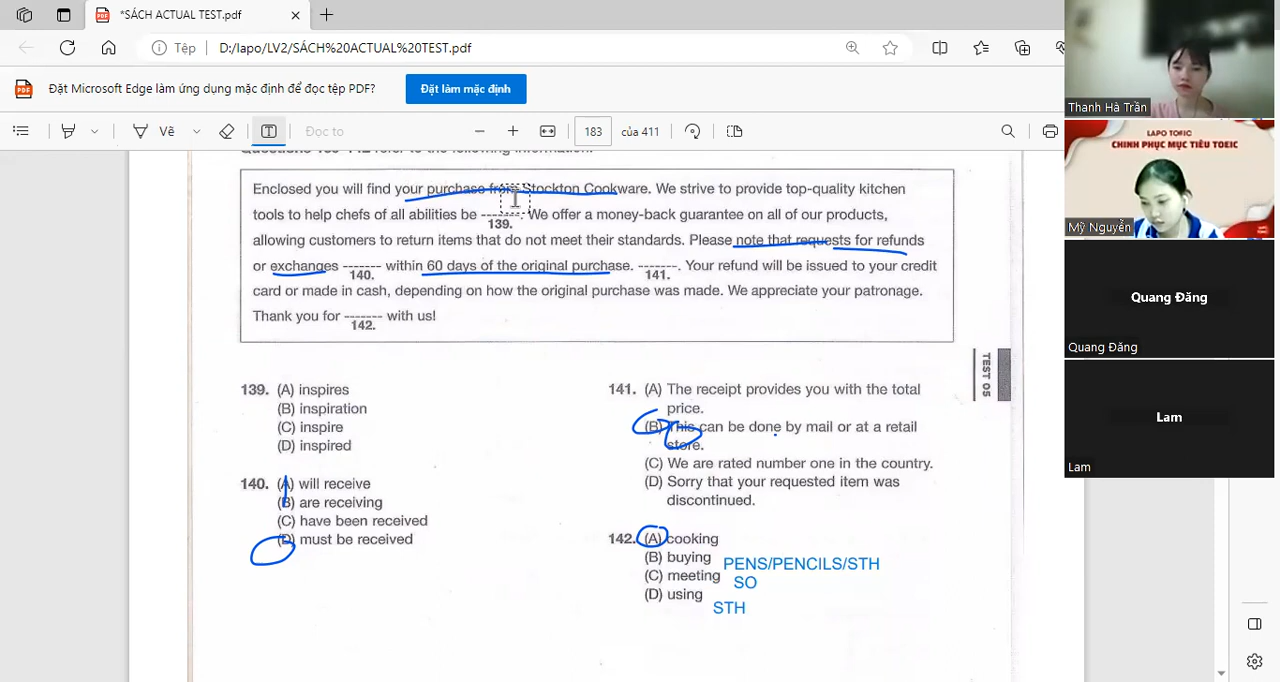 *SÁCH ACTUAL TEST.pdf
Tệp
D:/lapo/LV2/SÁCH%20ACTUAL%20TEST.pdf
Đặt Microsoft Edge làm ứng dụng mặc định để đọc tệp PDF?
Đặt làm mặc định
Vẽ
Đọc to
183
của 411
refer to the following information.
Enclosed you will find your purchase from Stockton Cookware. We strive to provide top-quality kitchen
tools to help chefs of all abilities be -------. We offer a money-back guarantee on all of our products,
139.
allowing customers to return items that do not meet their standards. Please note that requests for refunds
or exchanges ------- within 60 days of the original purchase. -------. Your refund will be issued to your credit
140. 141.
card or made in cash, depending on how the original purchase was made. We appreciate your patronage.
Thank you for ------- with us!
142.
139. (A) inspires
(B) inspiration
(C) inspire
(D) inspired
140. (A) will receive
(B) are receiving
(C) have been received
(D) must be received
141. (A) The receipt provides you with the total
price.
(B) This can be done by mail or at a retail
store.
(C) We are rated number one in the country.
(D) Sorry that your requested item was
discontinued.
142. (A) cooking
(B) buying
(C) meeting
(D) using
PENS/PENCILS/STH
SO
STH
TEST 05
Thanh Hà Trần
LAPO TOEIC
CHINH PHỤC MỤC TIÊU TOEIC
Mỹ Nguyễn
Quang Đăng
Quang Đăng
Lam
Lam